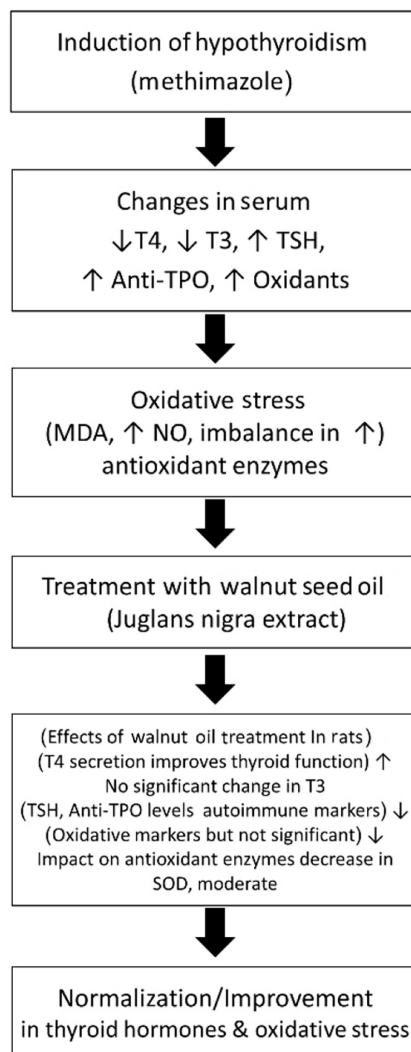 Induction of hypothyroidism
(methimazole)
Changes in serum
↓T4, ↓ T3, ↑ TSH,
↑ Anti-TPO, ↑ Oxidants
Oxidative stress
(MDA, ↑ NO, imbalance in ↑)
antioxidant enzymes
Treatment with walnut seed oil
(Juglans nigra extract)
(Effects of walnut oil treatment In rats)
(T4 secretion improves thyroid function) ↑
No significant change in T3
(TSH, Anti-TPO levels autoimmune markers) ↓
(Oxidative markers but not significant) ↓
Impact on antioxidant enzymes decrease in
SOD, moderate
Normalization/Improvement
in thyroid hormones & oxidative stress